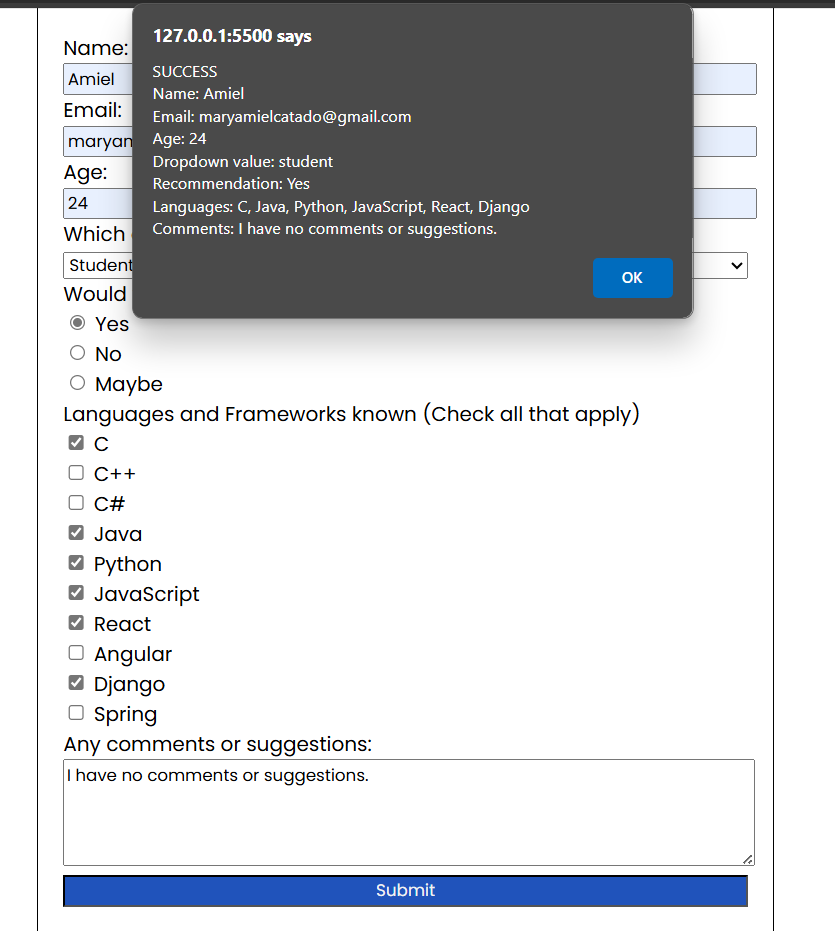 127.0.0.1:5500 says
SUCCESS
Name: Amiel
Email: maryamielcatado@gmail.com
Age: 24
Dropdown value: student
Recommendation: Yes
Languages: C, Java, Python, JavaScript, React, Django
Comments: I have no comments or suggestions.
OK
Name:
Amiel
Email:
maryam
Age:
24
Which
Student
Would
Yes
No
Maybe
Languages and Frameworks known (Check all that apply)
C
C++
C#
Java
Python
JavaScript
React
Angular
Django
Spring
Any comments or suggestions:
I have no comments or suggestions.
Submit